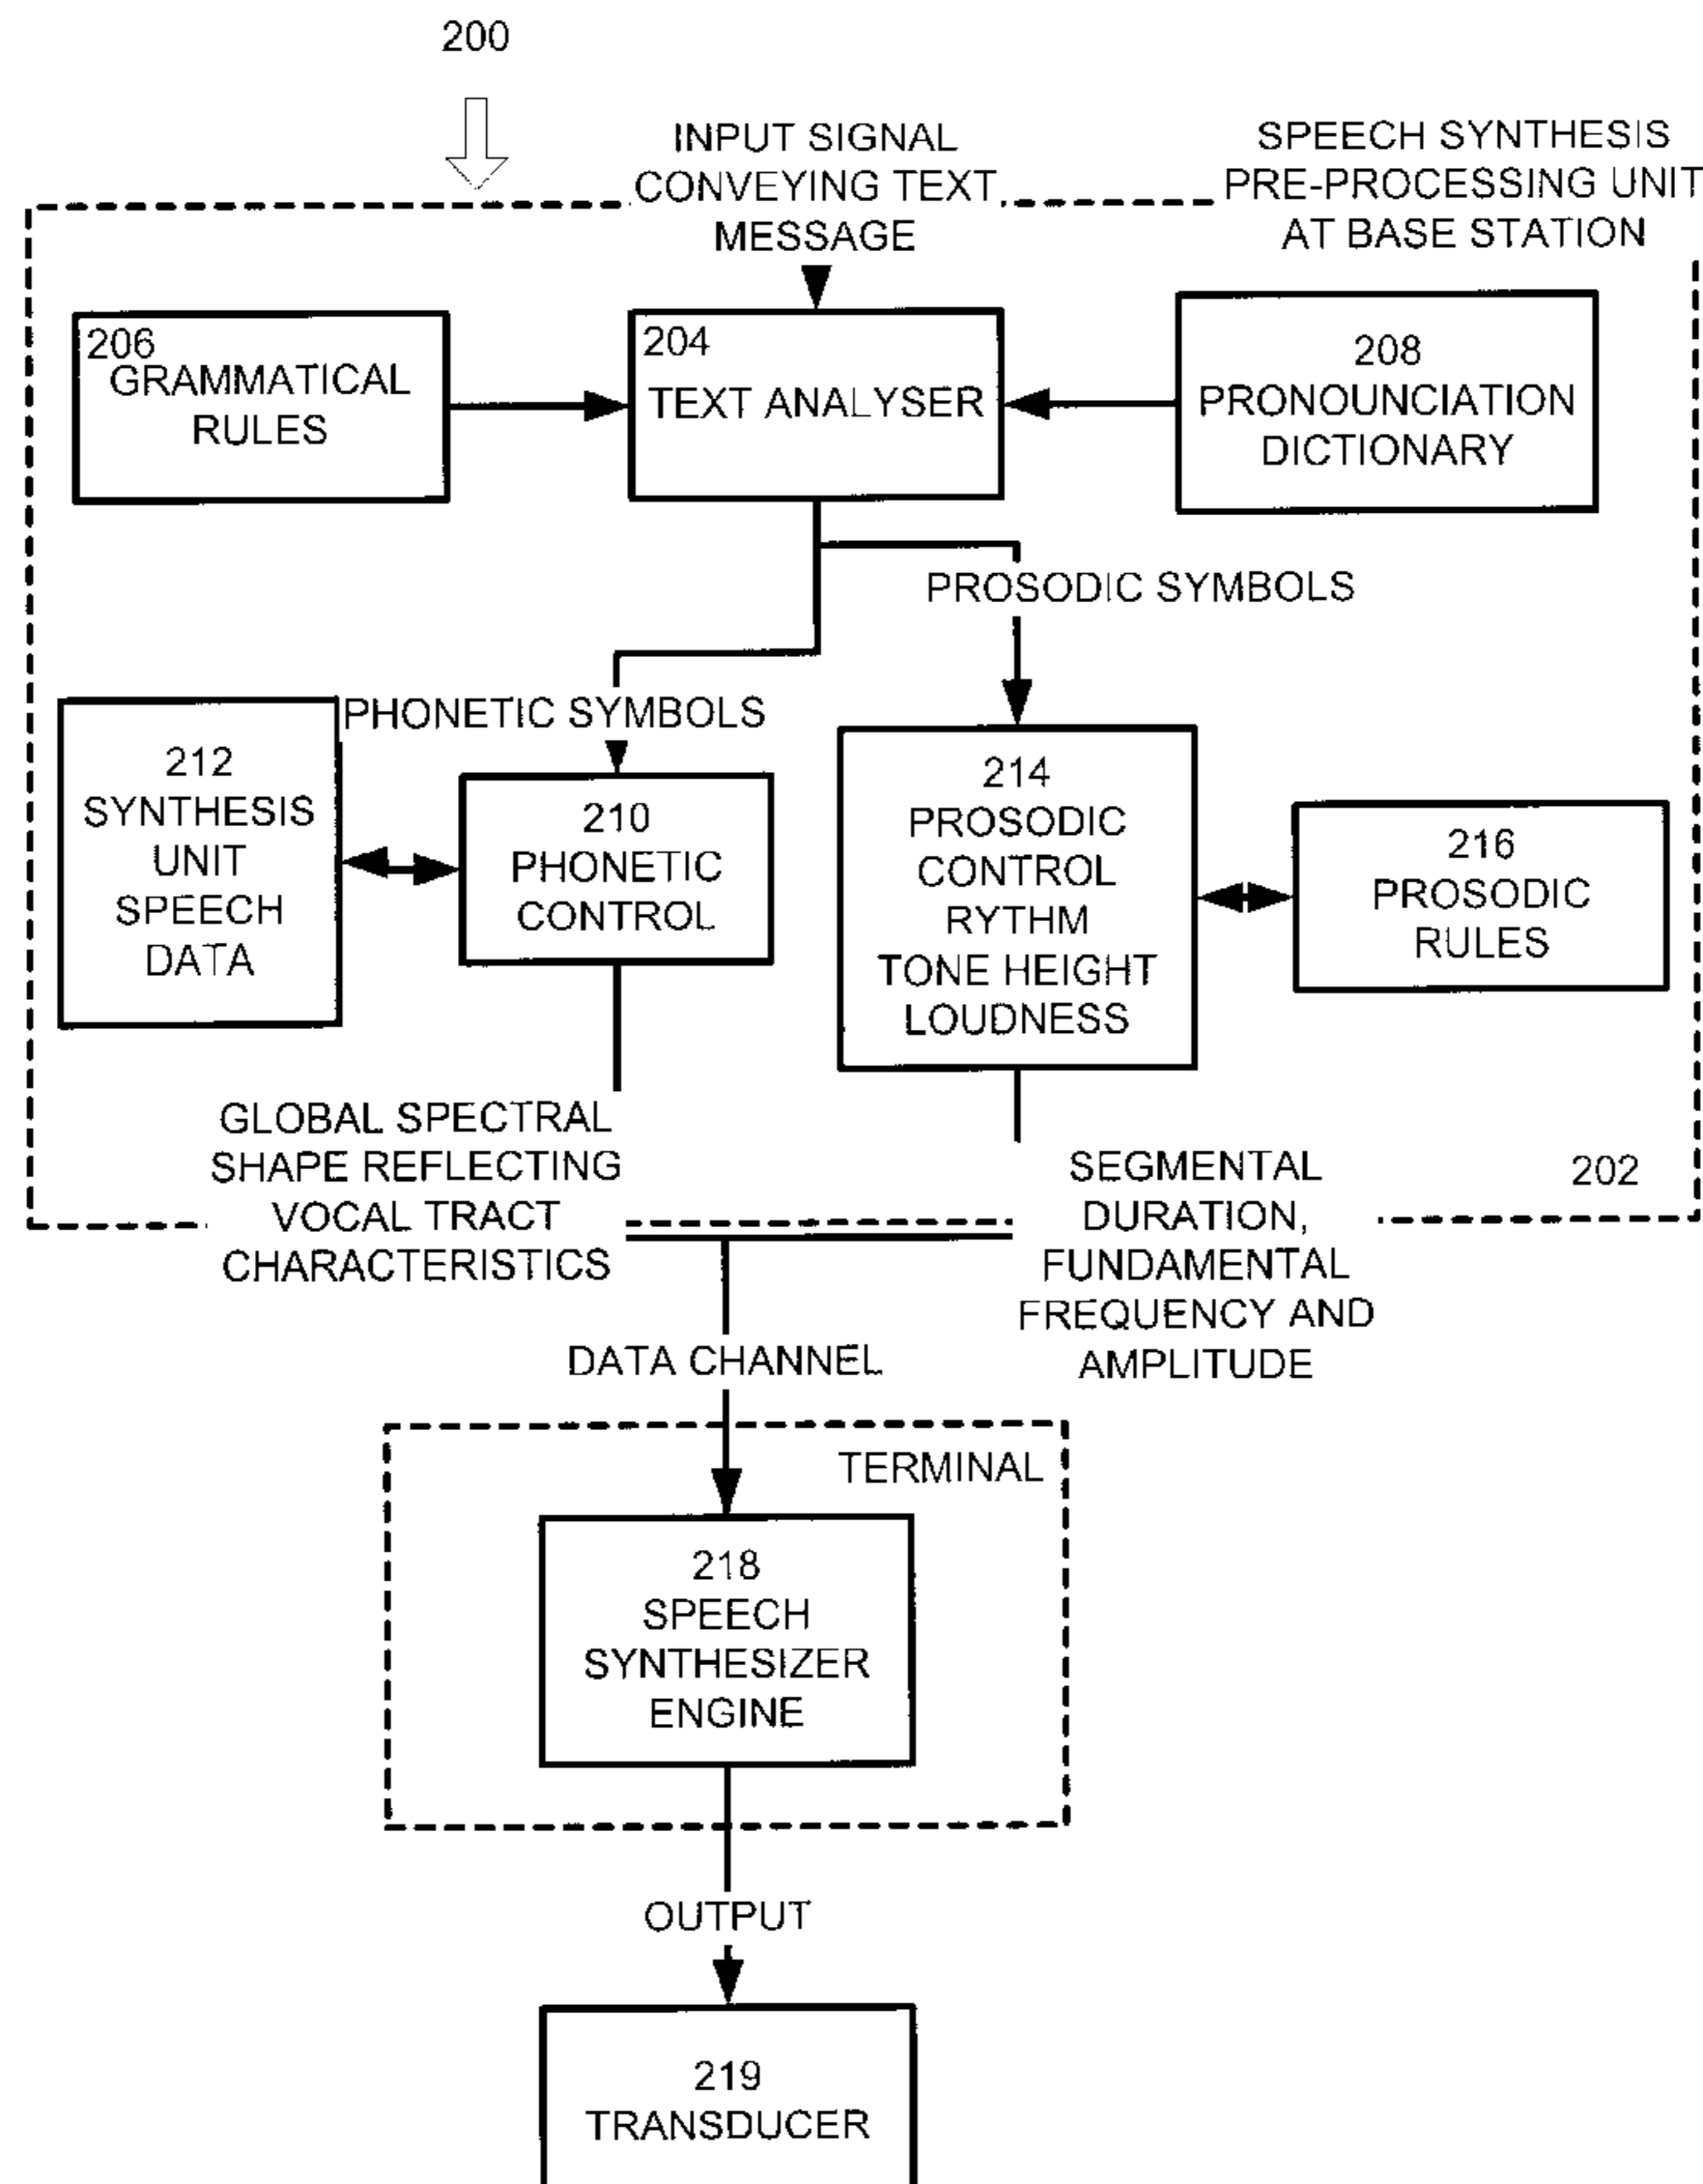 200
INPUT SIGNAL
CONVEYING TEXT
MESSAGE
SPEECH SYNTHESIS
PRE-PROCESSING UNIT
AT BASE STATION
206
GRAMMATICAL
RULES
204
TEXT ANALYSER
208
PRONOUNCIATION
DICTIONARY
PROSODIC SYMBOLS
PHONETIC SYMBOLS
212
SYNTHESIS
UNIT
SPEECH
DATA
210
PHONETIC
CONTROL
214
PROSODIC
CONTROL
RYTHM
TONE HEIGHT
LOUDNESS
216
PROSODIC
RULES
GLOBAL SPECTRAL
SHAPE REFLECTING
VOCAL TRACT
CHARACTERISTICS
SEGMENTAL
DURATION,
FUNDAMENTAL
FREQUENCY AND
AMPLITUDE
202
DATA CHANNEL
TERMINAL
218
SPEECH
SYNTHESIZER
ENGINE
OUTPUT
219
TRANSDUCER